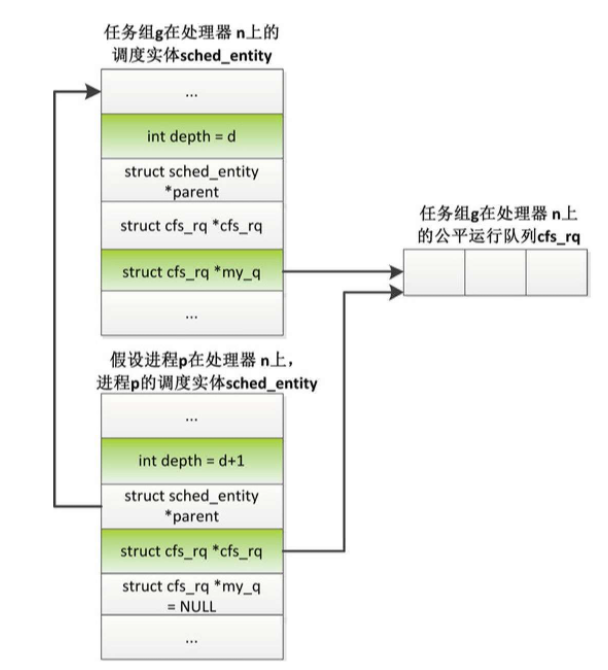 任务组g在处理器 n上的
调度实体sched_entity
...
int depth = d
struct sched_entity
*parent
struct cfs_rq *cfs_rq
struct cfs_rq *my_q
...
任务组g在处理器 n上
的公平运行队列cfs_rq
假设进程p在处理器 n上，
进程p的调度实体sched_entity
...
int depth = d+1
struct sched_entity
*parent
struct cfs_rq *cfs_rq
struct cfs_rq *my_q
= NULL
...